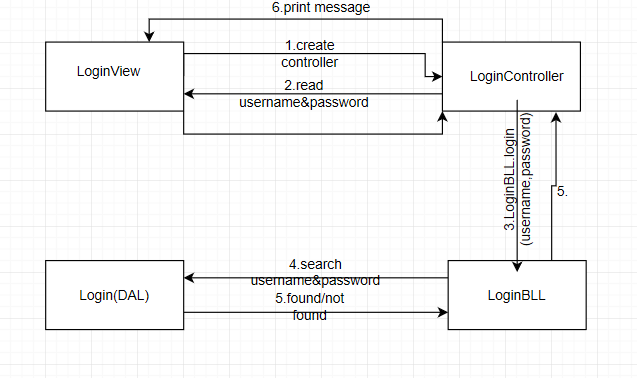 6.print message
LoginView
1.create
controller
LoginController
2.read
username&password
3.LoginBLL.login
(username,password)
5.
4.search
username&password
Login(DAL)
5.found/not
found
LoginBLL